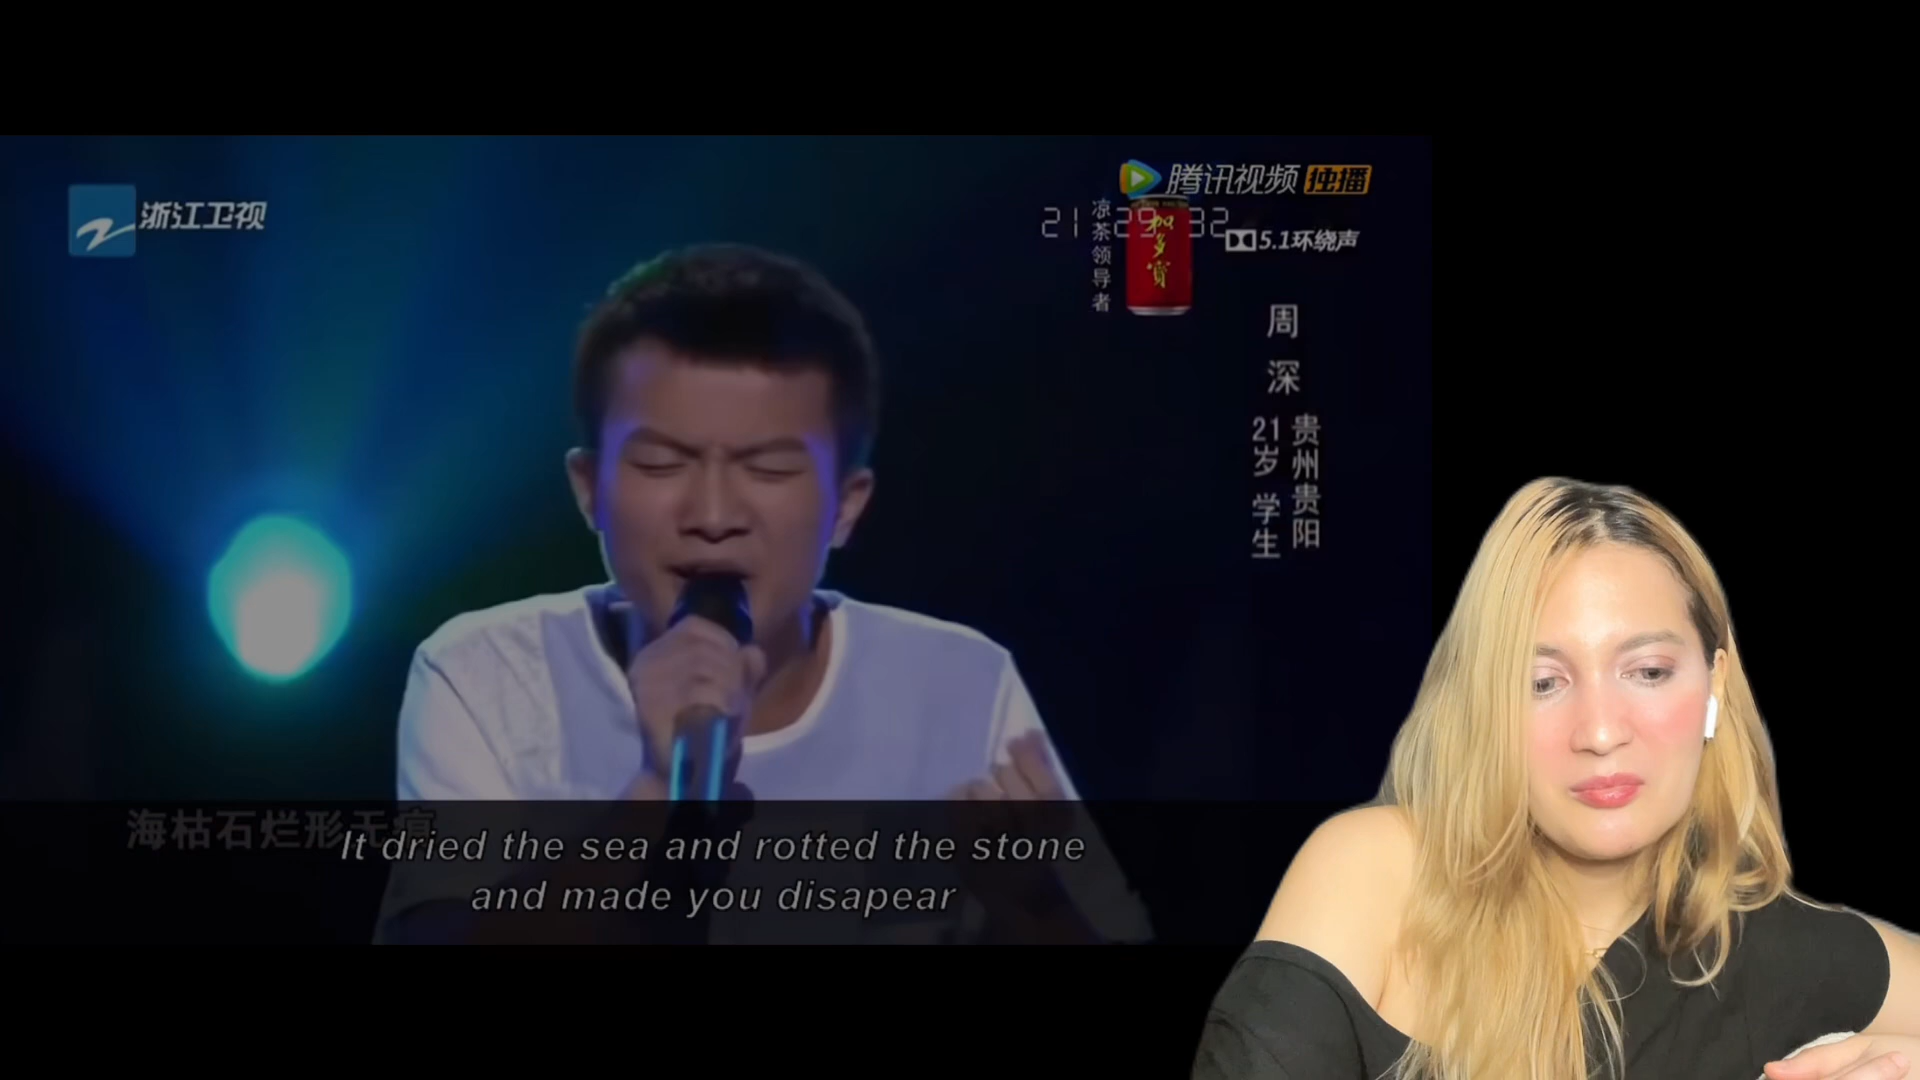 浙江卫视
腾讯视频 独播
21 29 32
凉茶领导者
加多宝
5.1环绕声
周深
贵州贵阳
21岁 学生
海枯石烂形无痕
It dried the sea and rotted the stone
and made you disapear